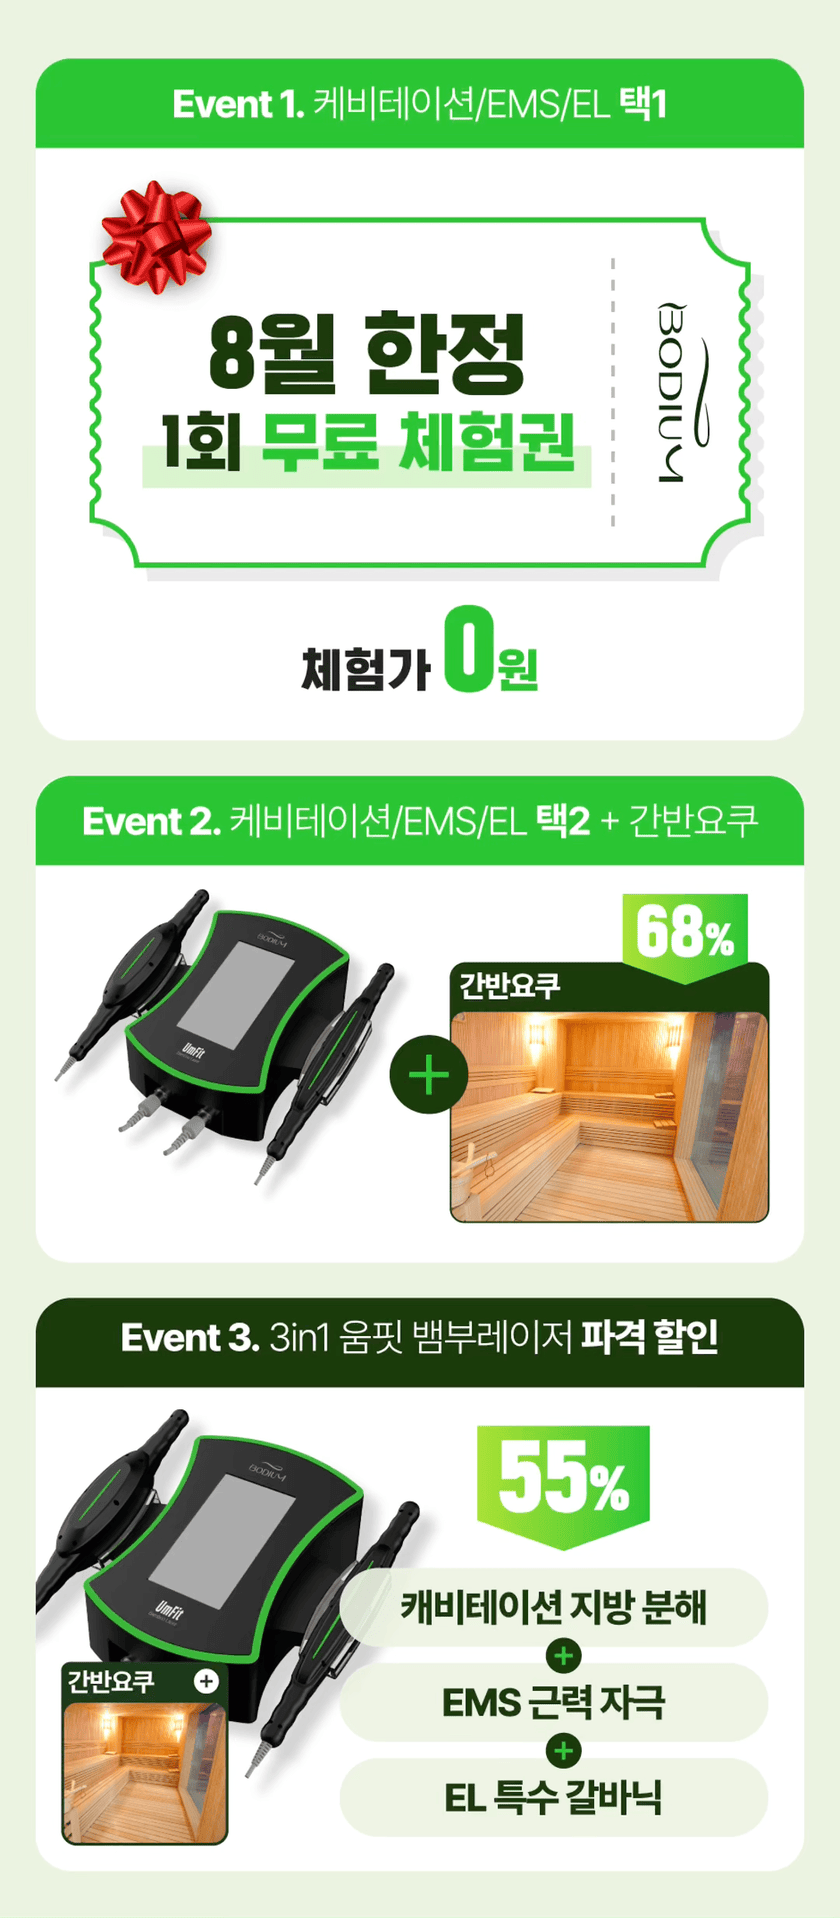 Event 1. 케비테이션/EMS/EL 택1
8월 한정
1회 무료 체험권
BODIUM
체험가 0원
Event 2. 케비테이션/EMS/EL 택2 + 간반요쿠
BODIUM
UmFit
68%
간반요쿠
+
Event 3. 3in1 움핏 뱀부레이저 파격 할인
55%
BODIUM
UmFit
캐비테이션 지방 분해
+
간반요쿠 +
EMS 근력 자극
+
EL 특수 갈바닉